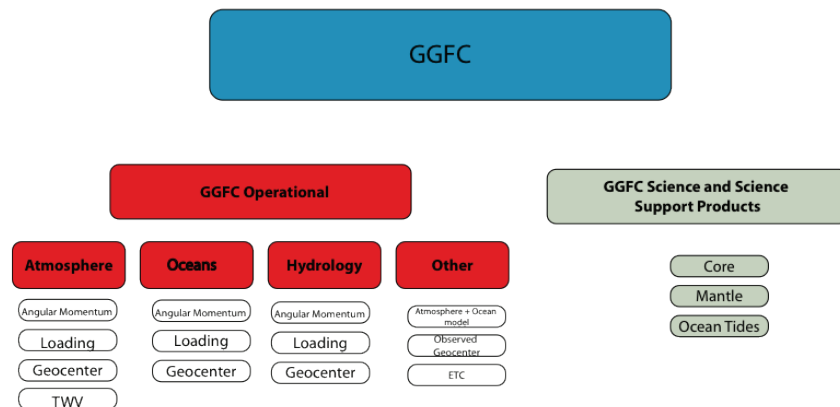 GGFC
GGFC Operational
GGFC Science and Science
Support Products
Atmosphere
Oceans
Hydrology
Other
Angular Momentum
Loading
Geocenter
TWV
Angular Momentum
Loading
Geocenter
Angular Momentum
Loading
Geocenter
Atmosphere + Ocean
model
Observed
Geocenter
ETC
Core
Mantle
Ocean Tides